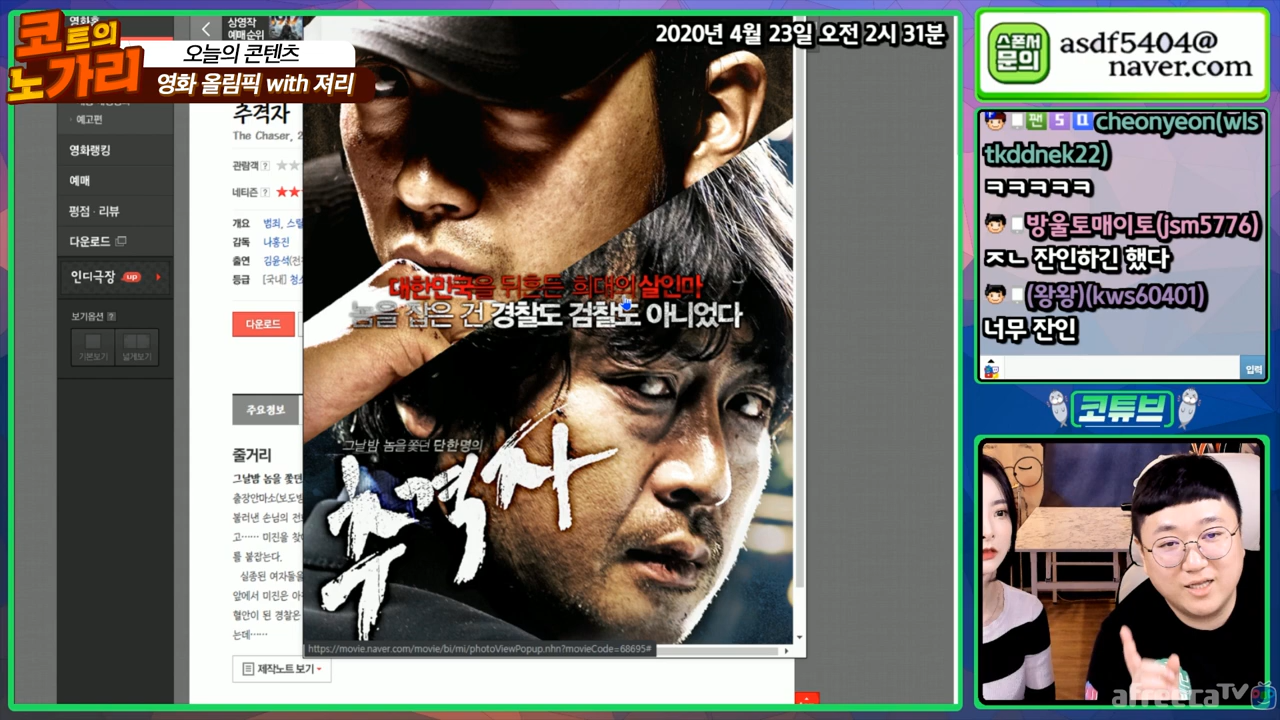 코트의
노가리
오늘의 콘텐츠
영화 올림픽 with 져리
상영작
예매순위
2020년 4월 23일 오전 2시 31분
예고편
영화랭킹
예매
평점 · 리뷰
다운로드
인디극장 up
보기옵션 ?
기본보기 넓게보기
추격자
The Chaser, 2
관람객 ?
네티즌 ?
개요 범죄, 스릴
감독 나홍진
출연 김윤석(전
등급 [국내] 청소
다운로드
주요정보
줄거리
그날밤 놈을 쫓던
출장안마소(보도방
불러낸 손님의 전화
고…… 미진을 찾아
를 붙잡는다.
실종된 여자들을
앞에서 미진은 아
혈안이 된 경찰은
는데……
제작노트 보기
대한민국을 뒤흔든 희대의 살인마
놈을 잡은 건 경찰도 검찰도 아니었다
그날밤 놈을 쫓던 단 한명의
추격자
https://movie.naver.com/movie/bi/mi/photoViewPopup.nhn?movieCode=68695#
스폰서
문의
asdf5404@
naver.com
팬 S Q cheonyeon(wls
tkddnek22)
ㅋㅋㅋㅋㅋ
방울토매이토(jsm5776)
ㅈㄴ 잔인하긴 했다
(왕왕)(kws60401)
너무 잔인
입력
코튜브
afreecaTV